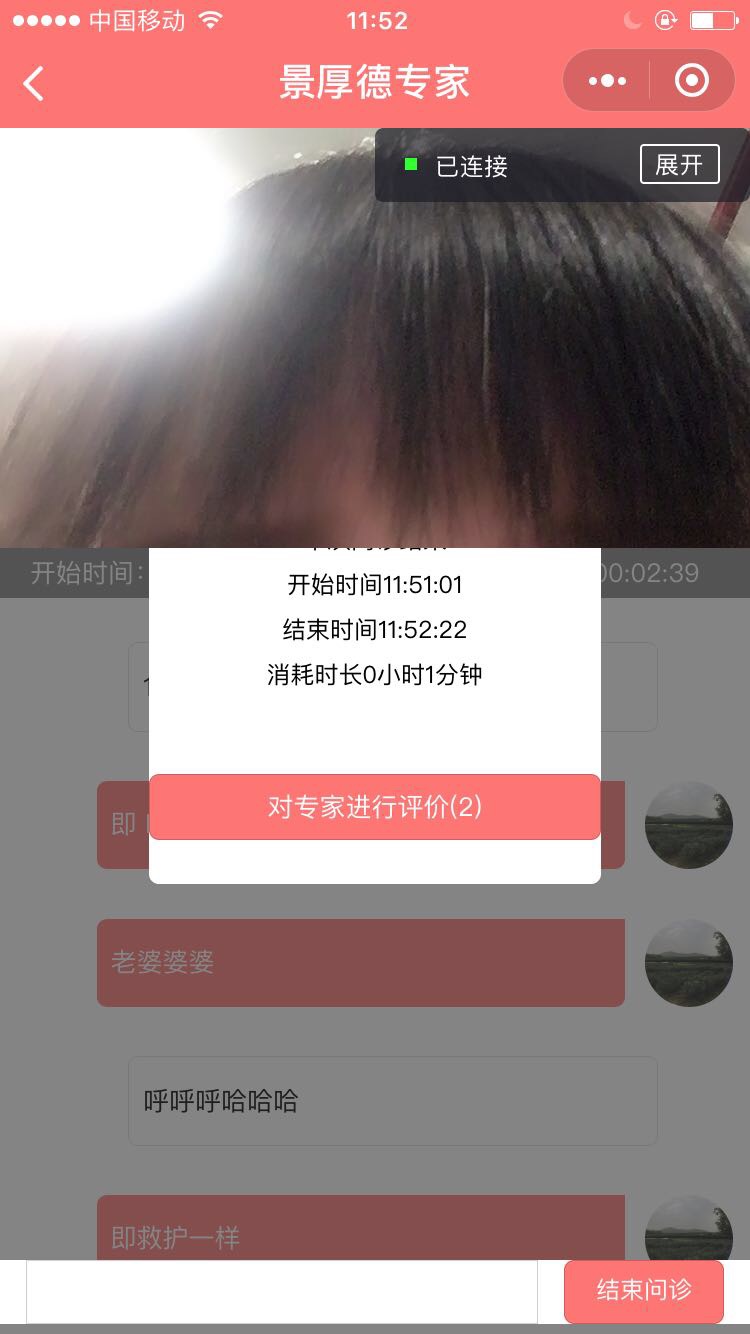 中国移动
11:52
景厚德专家
已连接
展开
开始时间:
00:02:39
开始时间11:51:01
结束时间11:52:22
消耗时长0小时1分钟
即
对专家进行评价(2)
老婆婆婆
呼呼呼哈哈哈
即救护一样
结束问诊